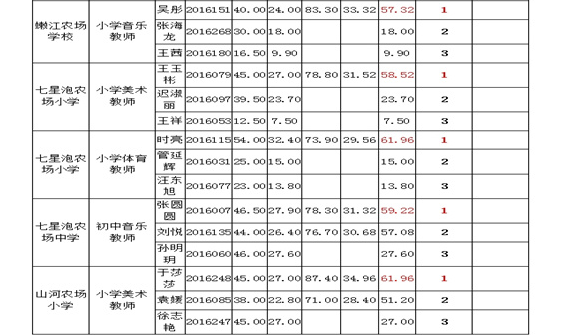 嫩江农场学校 小学音乐教师 吴彤 2016151 40.00 24.00 83.30 33.32 57.32 1
张海龙 2016268 30.00 18.00 18.00 2
王茜 2016180 16.50 9.90 9.90 3
七星泡农场小学 小学美术教师 王玉彬 2016079 45.00 27.00 78.80 31.52 58.52 1
迟淑丽 2016097 39.50 23.70 23.70 2
王祥 2016053 12.50 7.50 7.50 3
七星泡农场小学 小学体育教师 时亮 2016115 54.00 32.40 73.90 29.56 61.96 1
管延辉 2016031 25.00 15.00 15.00 2
汪东旭 2016077 23.00 13.80 13.80 3
七星泡农场中学 初中音乐教师 张圆圆 2016007 46.50 27.90 78.30 31.32 59.22 1
刘悦 2016135 44.00 26.40 76.70 30.68 57.08 2
孙明玥 2016060 46.00 27.60 27.60 3
山河农场小学 小学美术教师 于莎莎 2016248 45.00 27.00 87.40 34.96 61.96 1
袁媛 2016085 38.00 22.80 71.00 28.40 51.20 2
徐志艳 2016247 45.00 27.00 27.00 3